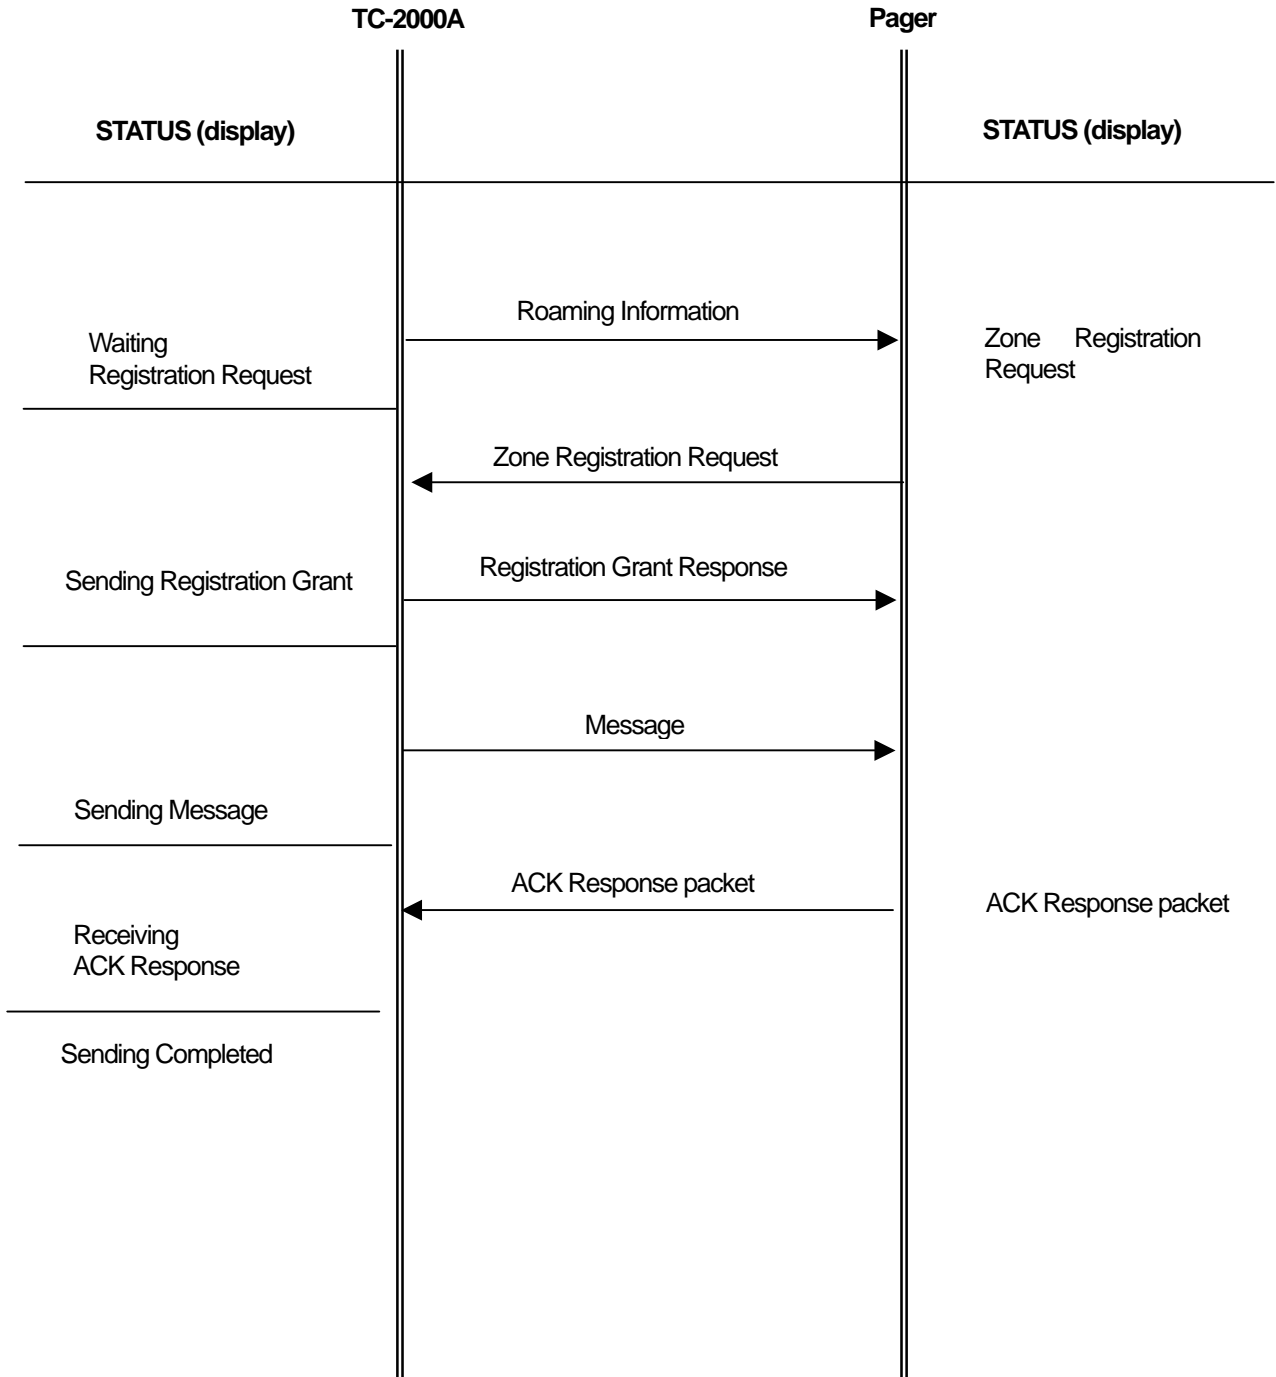 TC-2000A
Pager
STATUS (display)
STATUS (display)
Roaming Information
Waiting
Registration Request
Zone Registration
Request
Zone Registration Request
Registration Grant Response
Sending Registration Grant
Message
Sending Message
ACK Response packet
ACK Response packet
Receiving
ACK Response
Sending Completed